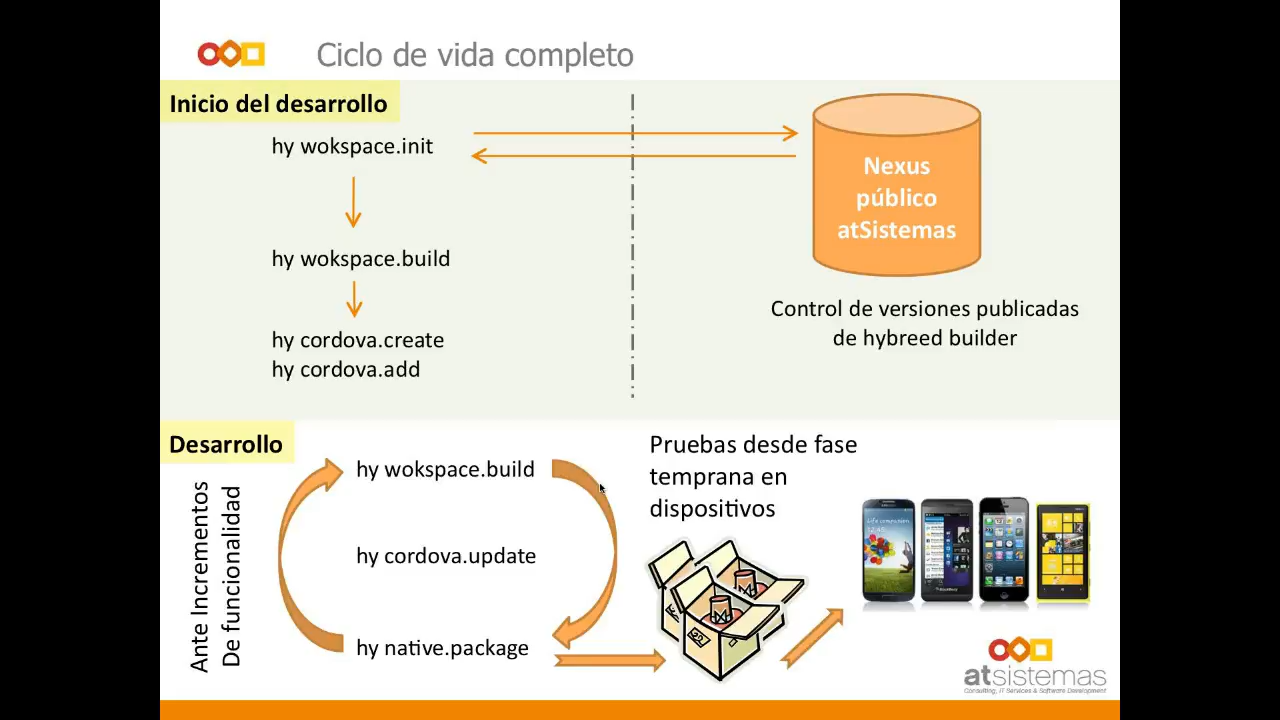 Ciclo de vida completo
Inicio del desarrollo
hy wokspace.init
hy wokspace.build
hy cordova.create
hy cordova.add
Nexus
público
atSistemas
Control de versiones publicadas
de hybreed builder
Desarrollo
Ante Incrementos
De funcionalidad
hy wokspace.build
hy cordova.update
hy native.package
Pruebas desde fase
temprana en
dispositivos
atsistemas
Consulting, IT Services & Software Development